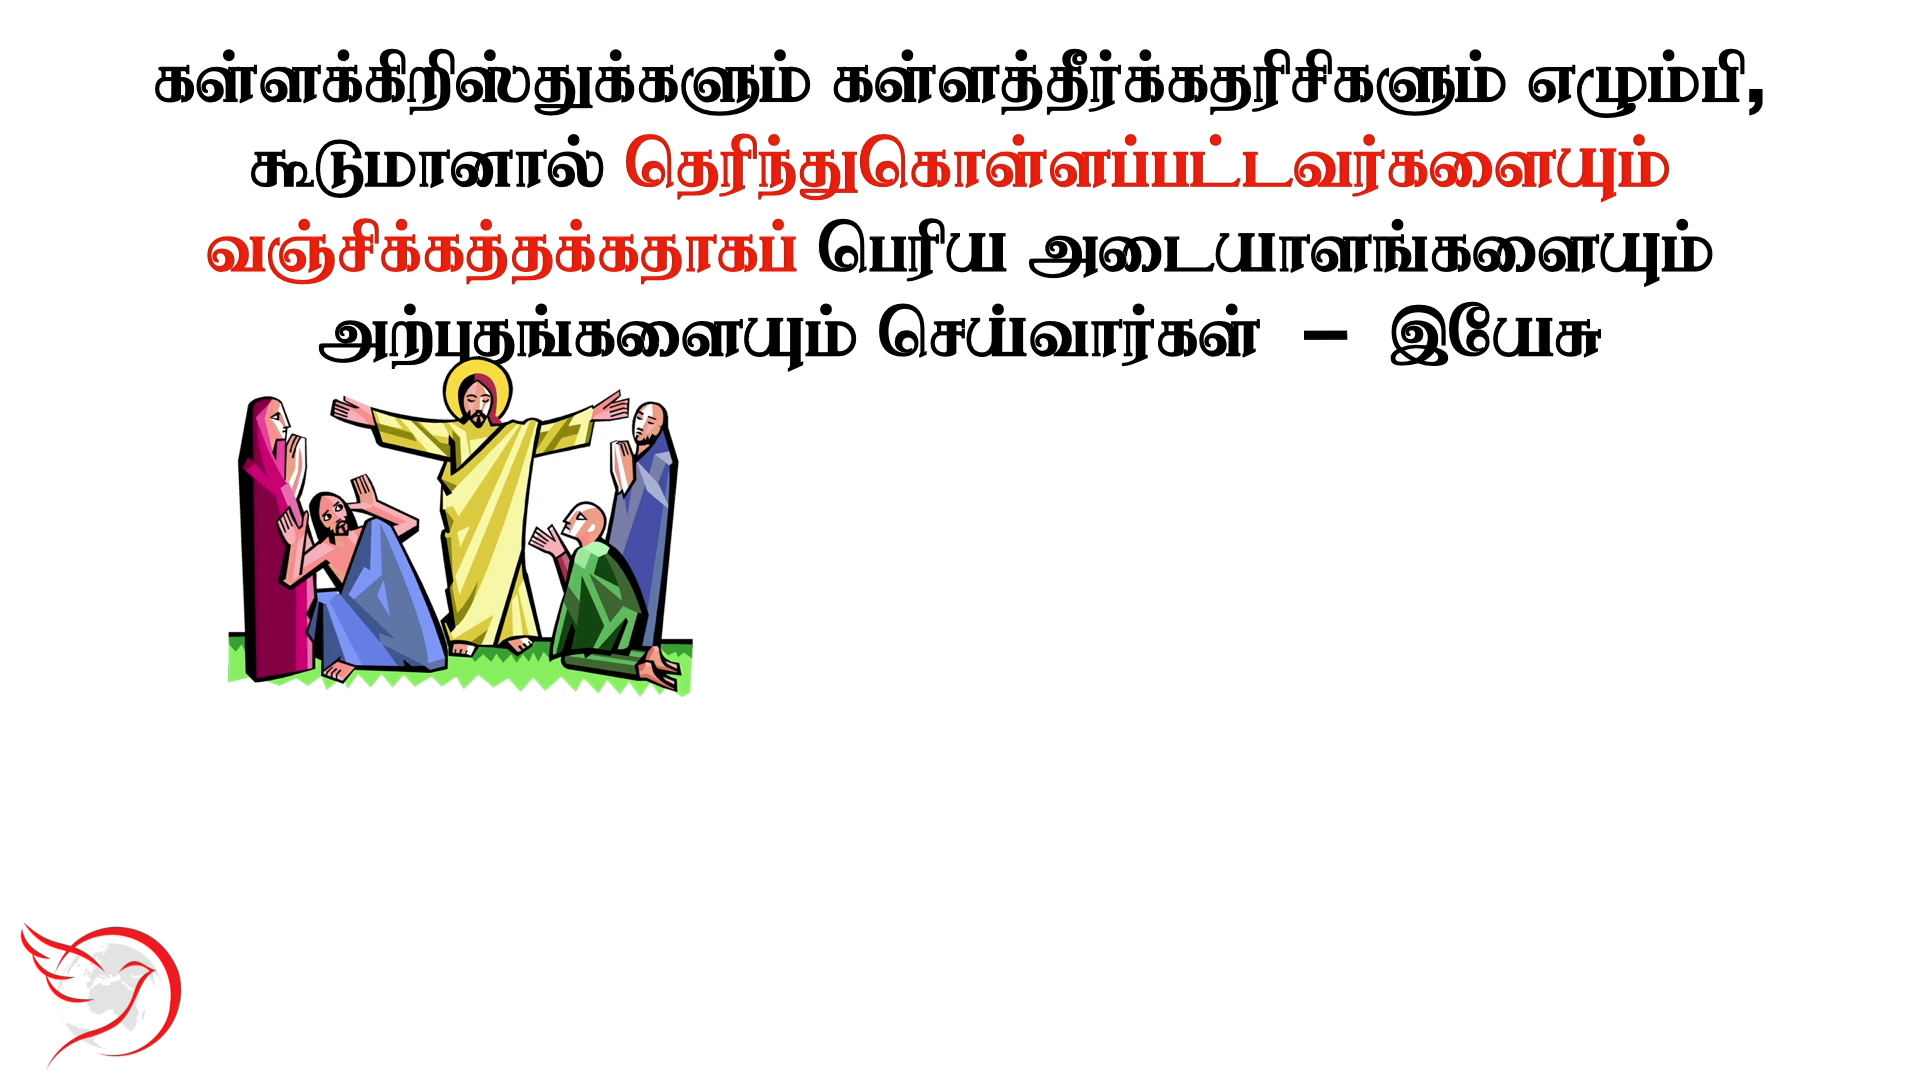 கள்ளக்கிறிஸ்துக்களும் கள்ளத்தீர்க்கதரிசிகளும் எழும்பி,
கூடுமானால் தெரிந்துகொள்ளப்பட்டவர்களையும்
வஞ்சிக்கத்தக்கதாகப் பெரிய அடையாளங்களையும்
அற்புதங்களையும் செய்வார்கள் – இயேசு